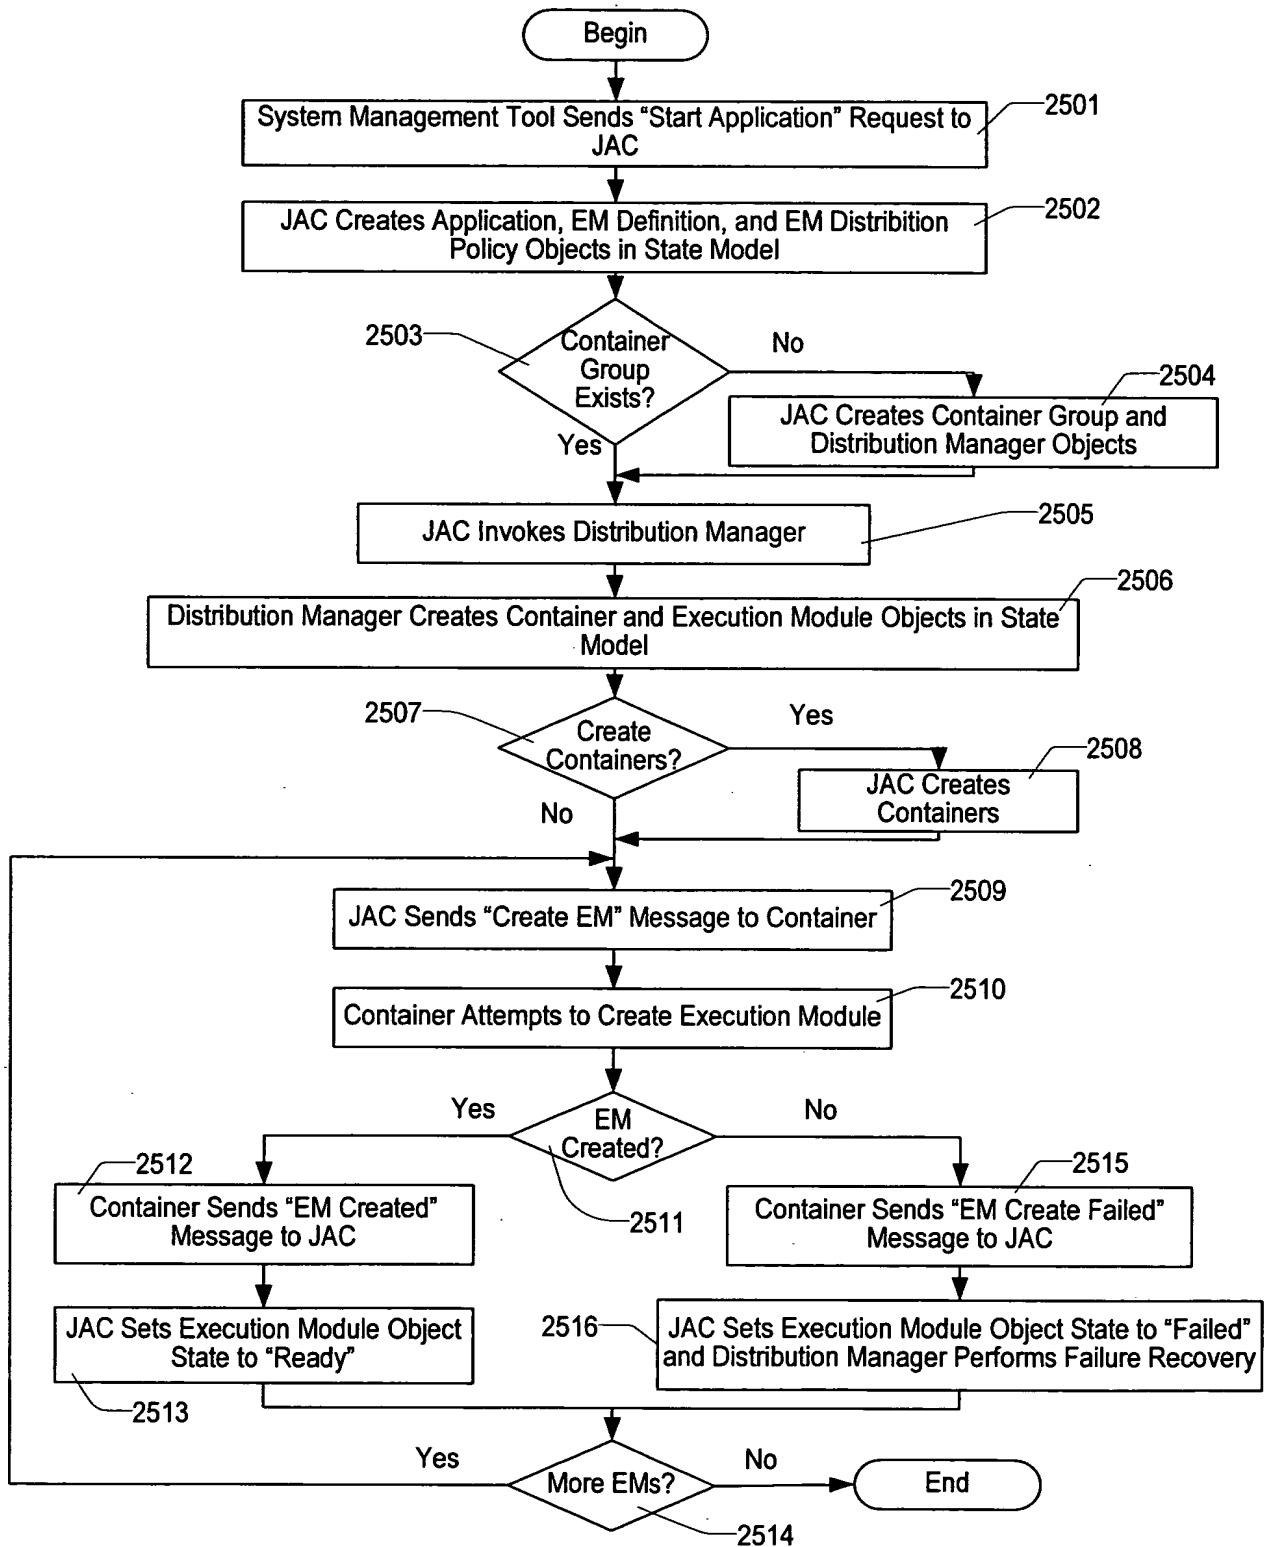 Begin
2501
System Management Tool Sends “Start Application” Request to
JAC
2502
JAC Creates Application, EM Definition, and EM Distribition
Policy Objects in State Model
2503
Container
Group
Exists?
No
Yes
2504
JAC Creates Container Group and
Distribution Manager Objects
2505
JAC Invokes Distribution Manager
2506
Distribution Manager Creates Container and Execution Module Objects in State
Model
2507
Create
Containers?
Yes
No
2508
JAC Creates
Containers
2509
JAC Sends “Create EM” Message to Container
2510
Container Attempts to Create Execution Module
Yes
EM
Created?
No
2511
2512
Container Sends “EM Created”
Message to JAC
2515
Container Sends “EM Create Failed”
Message to JAC
JAC Sets Execution Module Object
State to “Ready”
2513
2516
JAC Sets Execution Module Object State to “Failed”
and Distribution Manager Performs Failure Recovery
Yes
More EMs?
No
2514
End